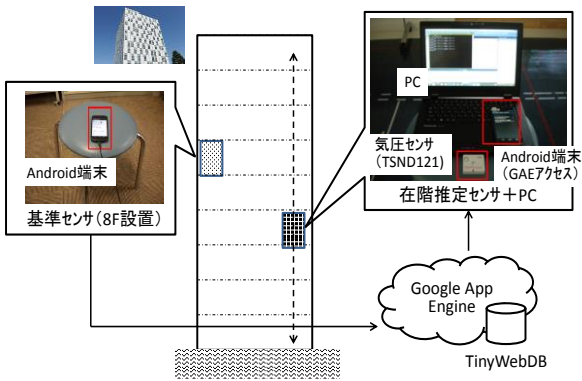 Android端末
基準センサ(8F設置)
PC
気圧センサ
(TSND121)
Android端末
(GAEアクセス)
在階推定センサ+PC
Google App
Engine
TinyWebDB